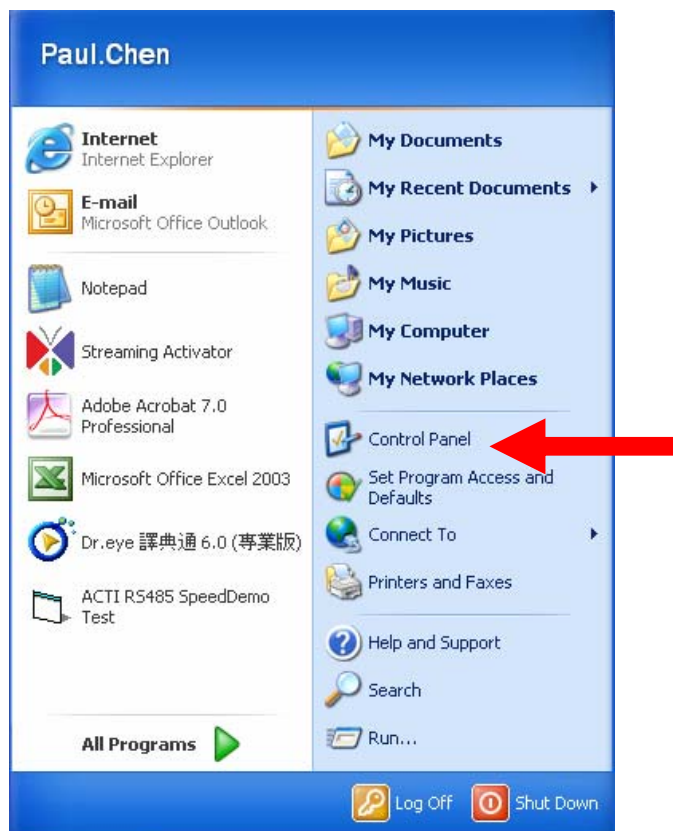 Paul.Chen
Internet
Internet Explorer
E-mail
Microsoft Office Outlook
Notepad
Streaming Activator
Adobe Acrobat 7.0
Professional
Microsoft Office Excel 2003
Dr.eye 譯典通 6.0 (專業版)
ACTI RS485 SpeedDemo
Test
All Programs
My Documents
My Recent Documents
My Pictures
My Music
My Computer
My Network Places
Control Panel
Set Program Access and
Defaults
Connect To
Printers and Faxes
Help and Support
Search
Run...
Log Off
Shut Down